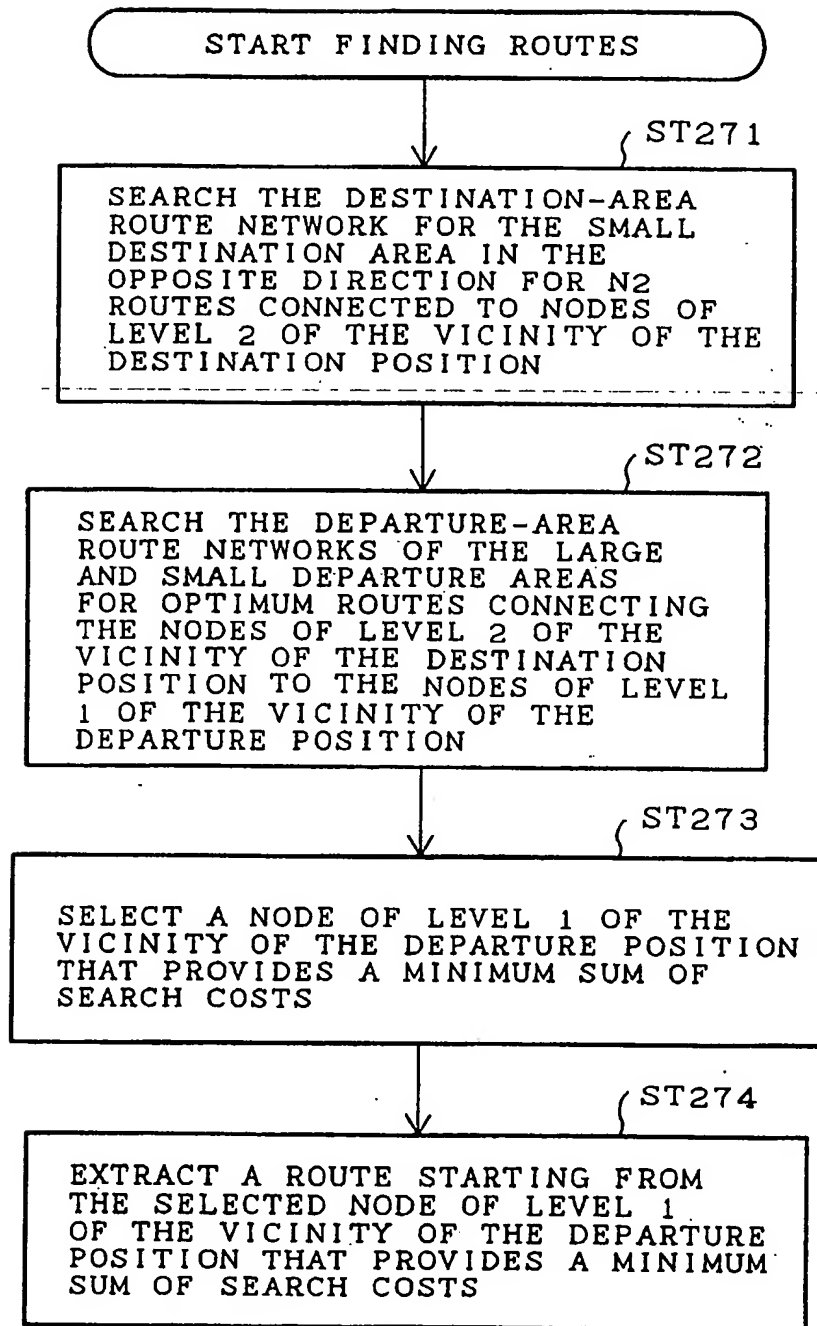 START FINDING ROUTES
ST271
SEARCH THE DESTINATION-AREA
ROUTE NETWORK FOR THE SMALL
DESTINATION AREA IN THE
OPPOSITE DIRECTION FOR N2
ROUTES CONNECTED TO NODES OF
LEVEL 2 OF THE VICINITY OF THE
DESTINATION POSITION
ST272
SEARCH THE DEPARTURE-AREA
ROUTE NETWORKS OF THE LARGE
AND SMALL DEPARTURE AREAS
FOR OPTIMUM ROUTES CONNECTING
THE NODES OF LEVEL 2 OF THE
VICINITY OF THE DESTINATION
POSITION TO THE NODES OF LEVEL
1 OF THE VICINITY OF THE
DEPARTURE POSITION
ST273
SELECT A NODE OF LEVEL 1 OF THE
VICINITY OF THE DEPARTURE POSITION
THAT PROVIDES A MINIMUM SUM OF
SEARCH COSTS
ST274
EXTRACT A ROUTE STARTING FROM
THE SELECTED NODE OF LEVEL 1
OF THE VICINITY OF THE DEPARTURE
POSITION THAT PROVIDES A MINIMUM
SUM OF SEARCH COSTS